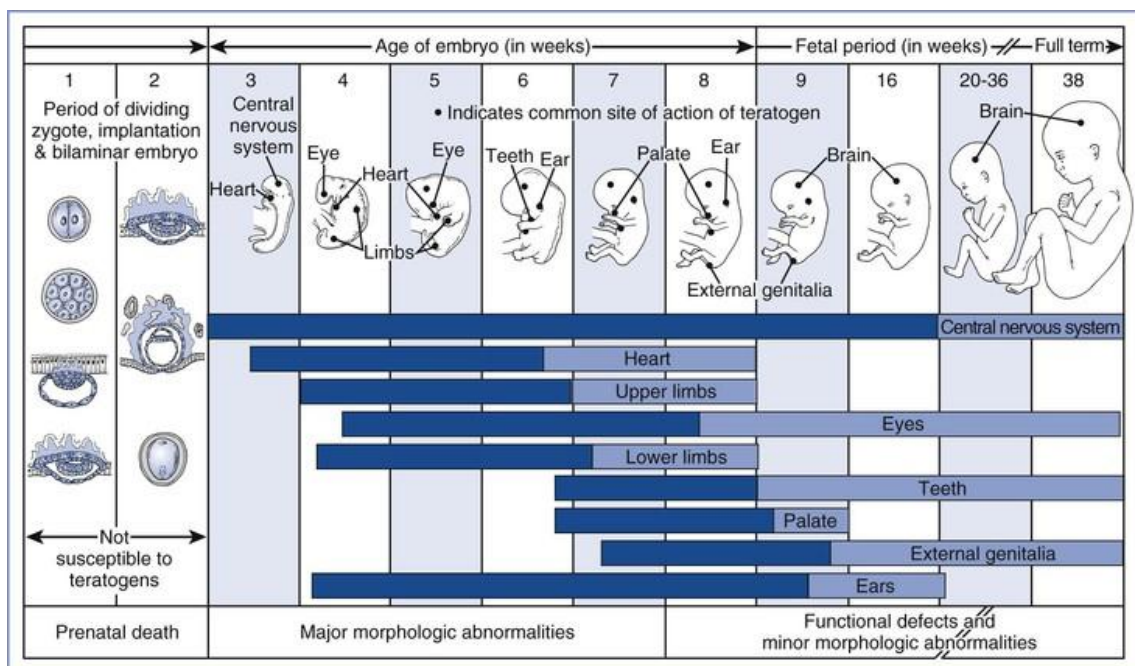 Age of embryo (in weeks)
Fetal period (in weeks)
Full term
1
2
3
4
5
6
7
8
9
16
20-36
38
Period of dividing
zygote, implantation
& bilaminar embryo
Central
nervous
system
Heart
• Indicates common site of action of teratogen
Eye
Heart
Limbs
Eye
Teeth
Ear
Palate
Ear
External genitalia
Brain
Brain
Central nervous system
Heart
Upper limbs
Eyes
Lower limbs
Teeth
Palate
External genitalia
Ears
Not
susceptible to
teratogens
Prenatal death
Major morphologic abnormalities
Functional defects and
minor morphologic abnormalities